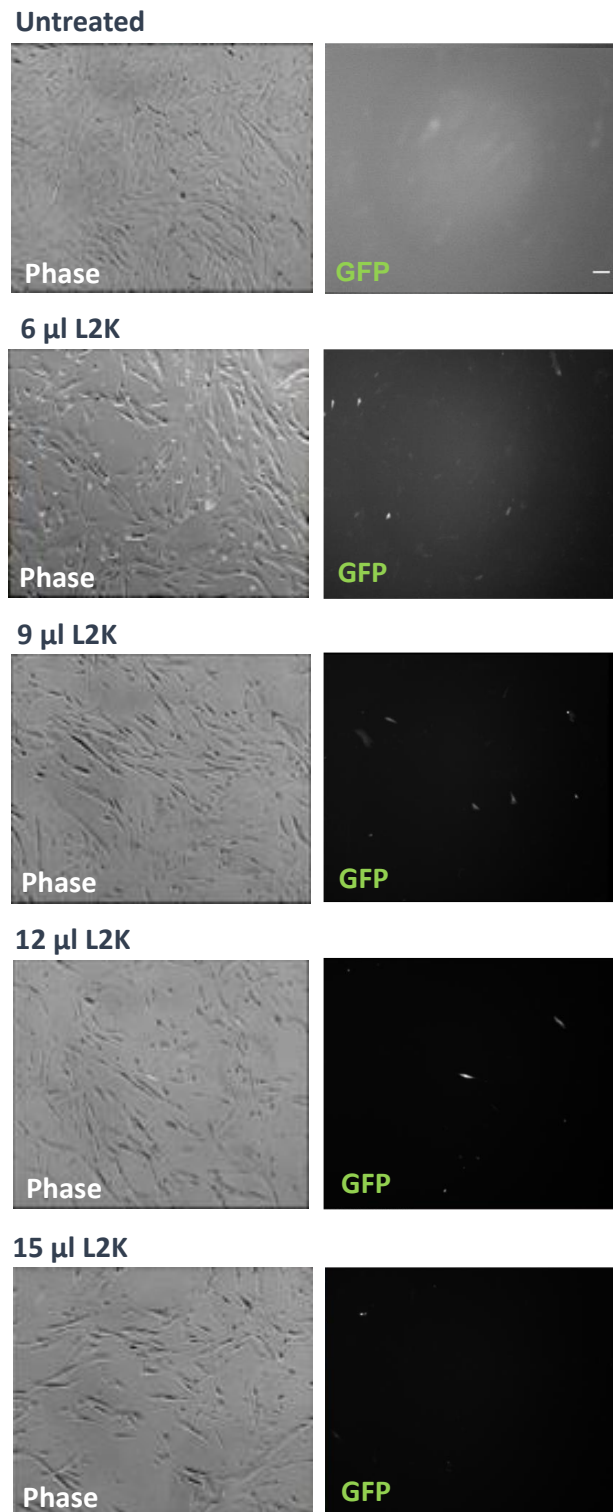 Untreated
Phase GFP
6 µl L2K
Phase GFP
9 µl L2K
Phase GFP
12 µl L2K
Phase GFP
15 µl L2K
Phase GFP